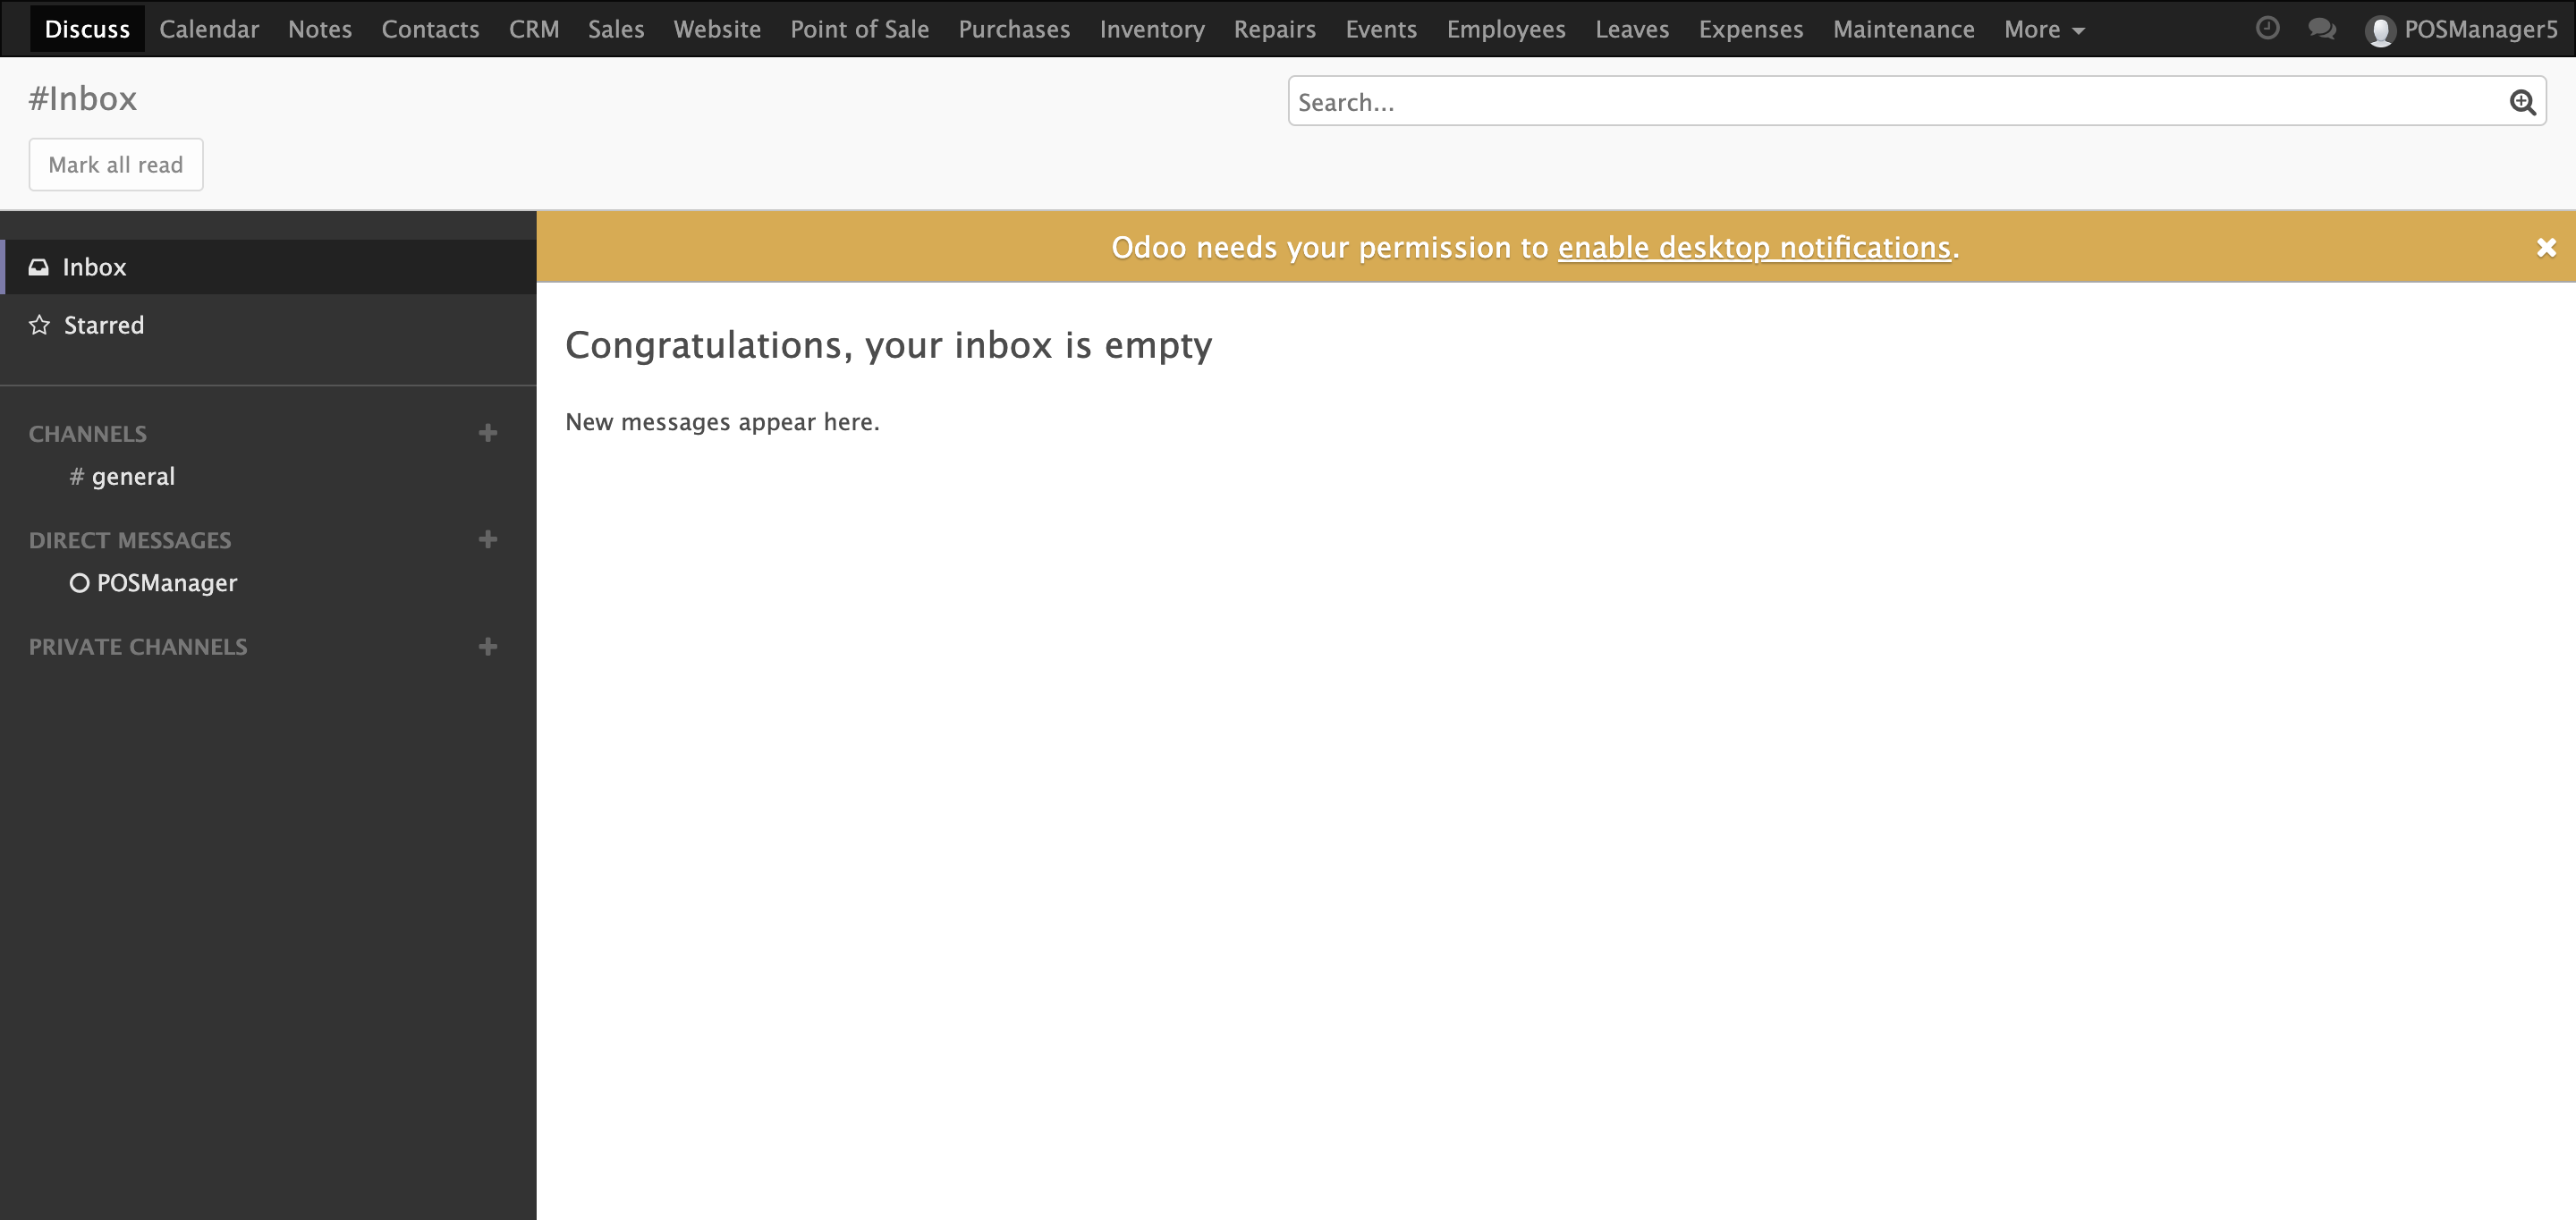 Discuss Calendar Notes Contacts CRM Sales Website Point of Sale Purchases Inventory Repairs Events Employees Leaves Expenses Maintenance More POSManager5
#Inbox
Search...
Mark all read
Inbox
Starred
CHANNELS
# general
DIRECT MESSAGES
POSManager
PRIVATE CHANNELS
Odoo needs your permission to enable desktop notifications.
Congratulations, your inbox is empty
New messages appear here.